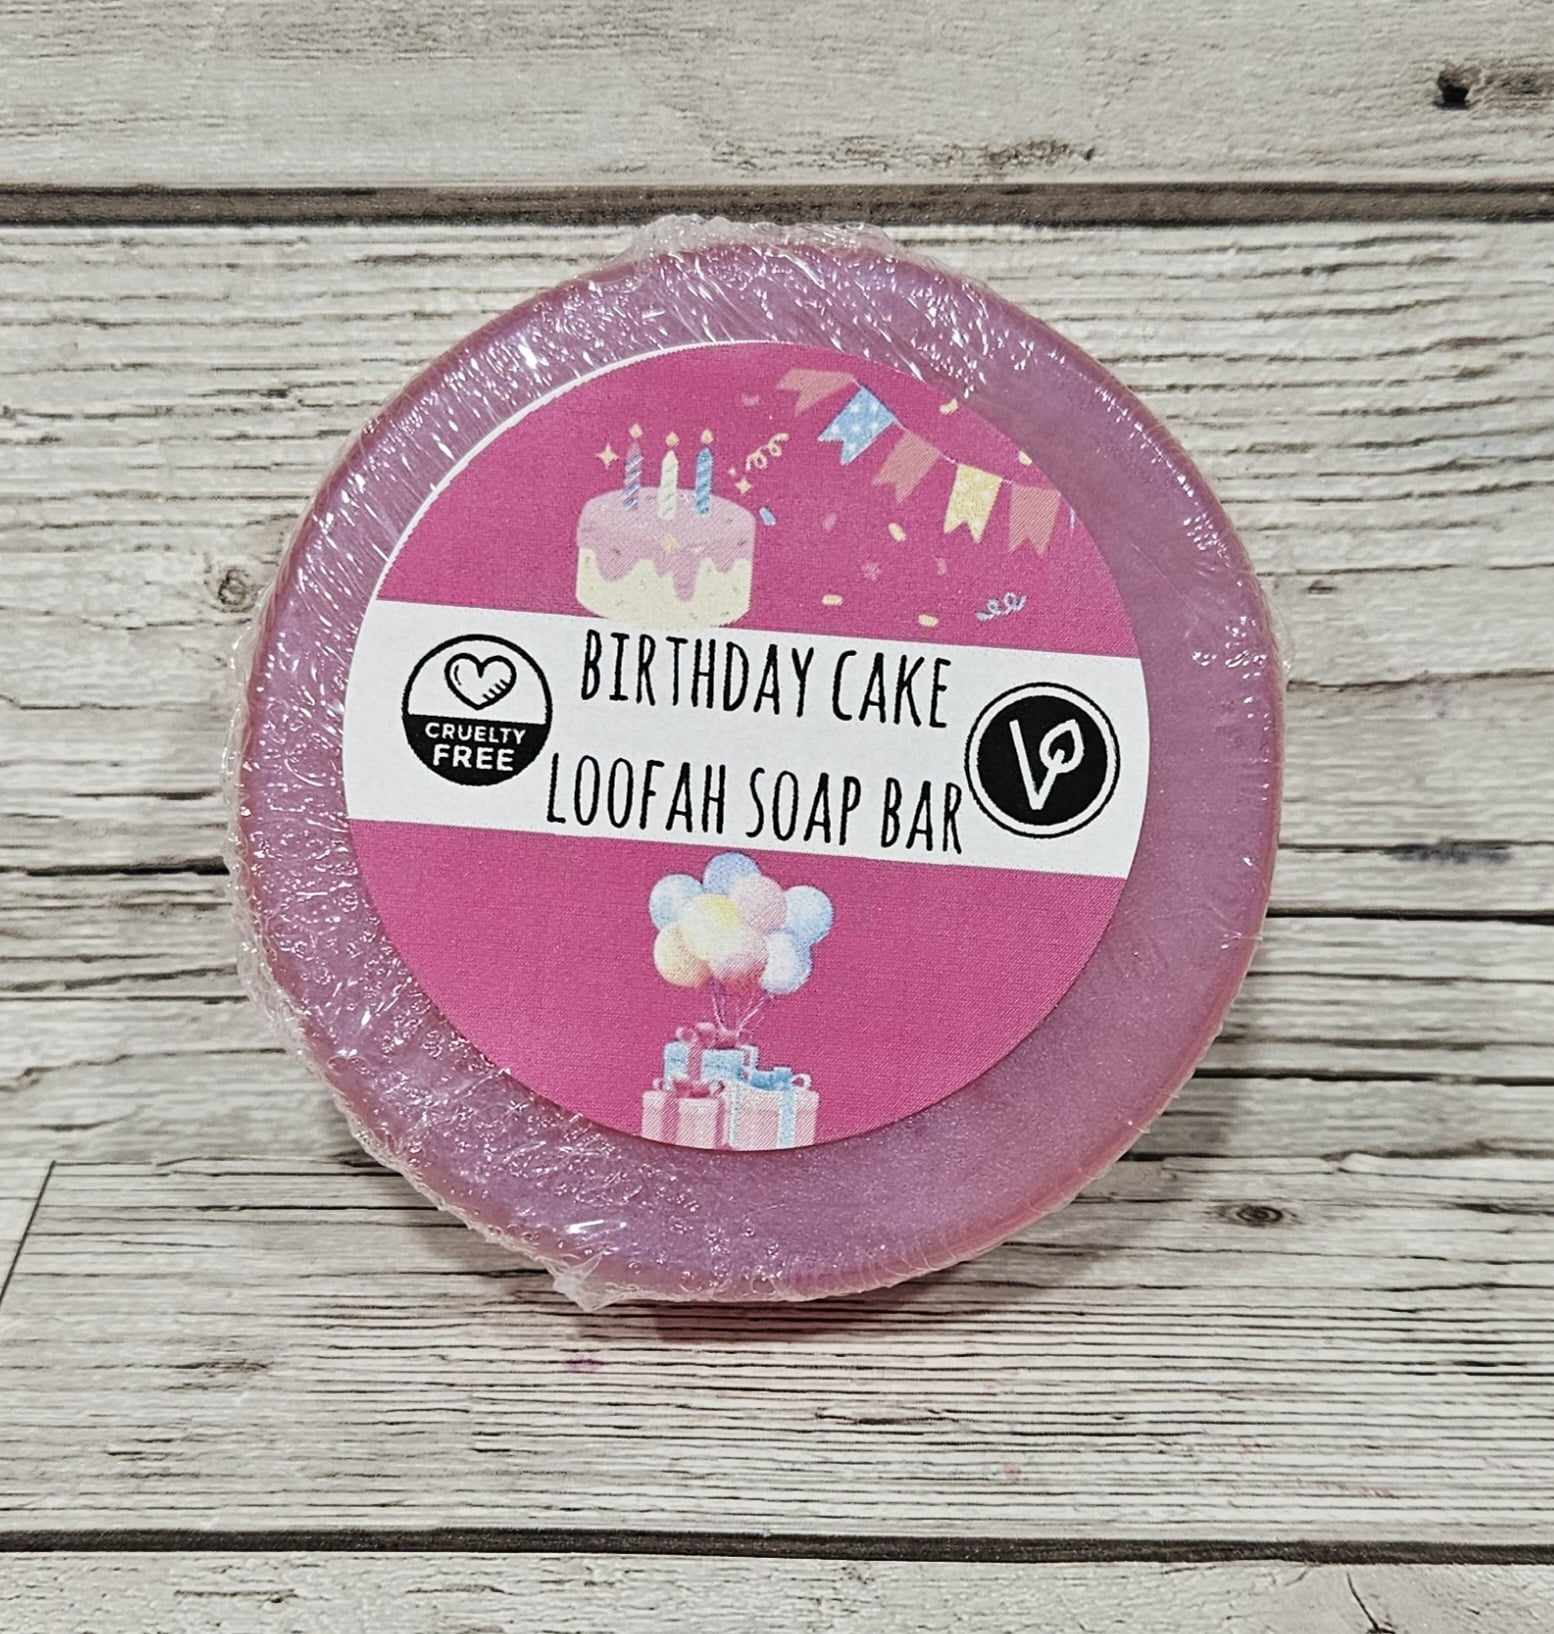 BIRTHDAY CAKE
LOOFAH SOAP BAR
CRUELTY
FREE
V